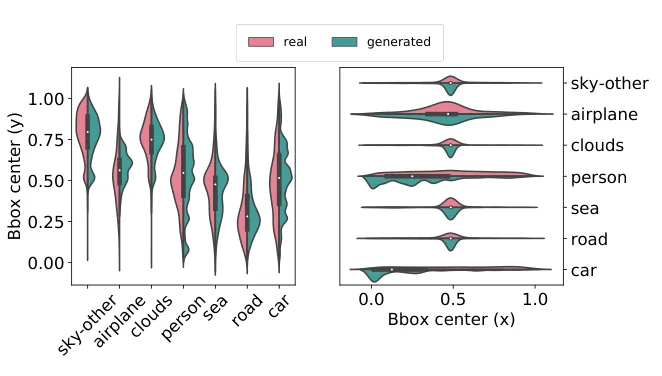 real generated
Bbox center (y)
1.00
0.75
0.50
0.25
0.00
sky-other
airplane
clouds
person
sea
road
car
sky-other
airplane
clouds
person
sea
road
car
0.0 0.5 1.0
Bbox center (x)